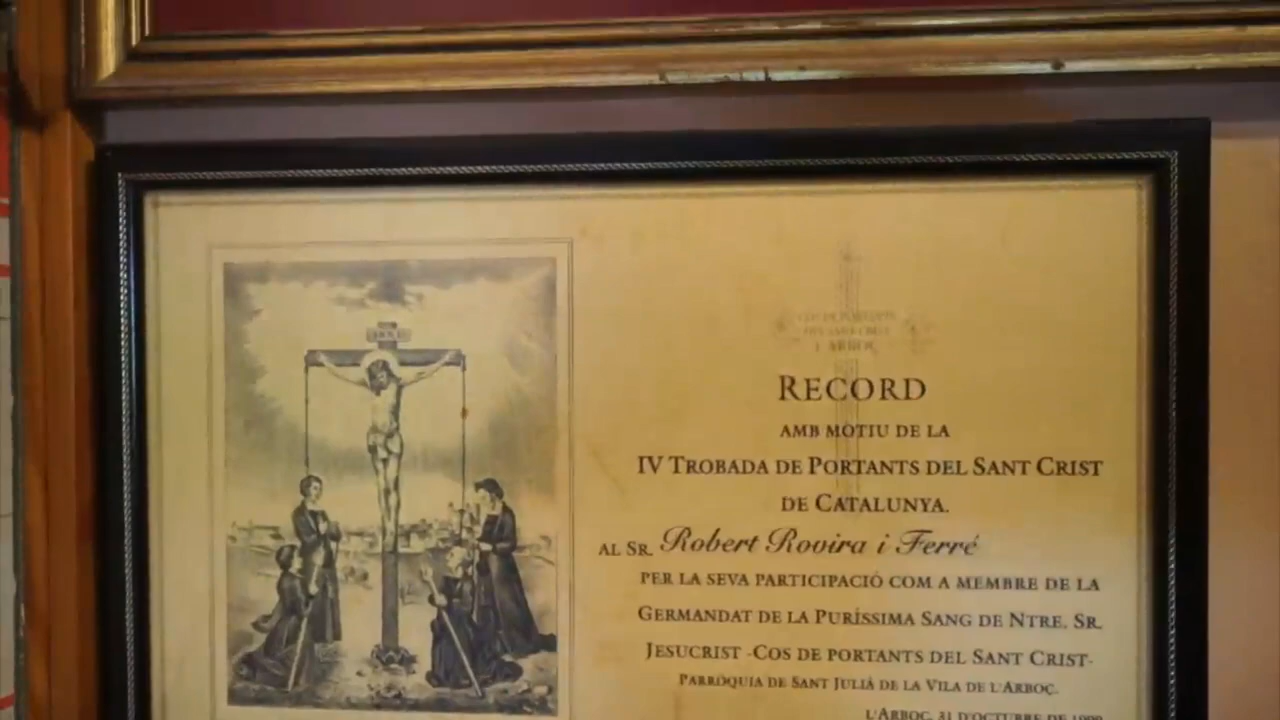 RECORD
AMB MOTIU DE LA
IV TROBADA DE PORTANTS DEL SANT CRIST
DE CATALUNYA.
AL SR. Robert Rovira i Ferré
PER LA SEVA PARTICIPACIÓ COM A MEMBRE DE LA
GERMANDAT DE LA PURÍSSIMA SANG DE NTRE. SR.
JESUCRIST -COS DE PORTANTS DEL SANT CRIST-
PARRÒQUIA DE SANT JULIÀ DE LA VILA DE L'ARBOÇ.
L'ARBOÇ, 31 D'OCTUBRE DE